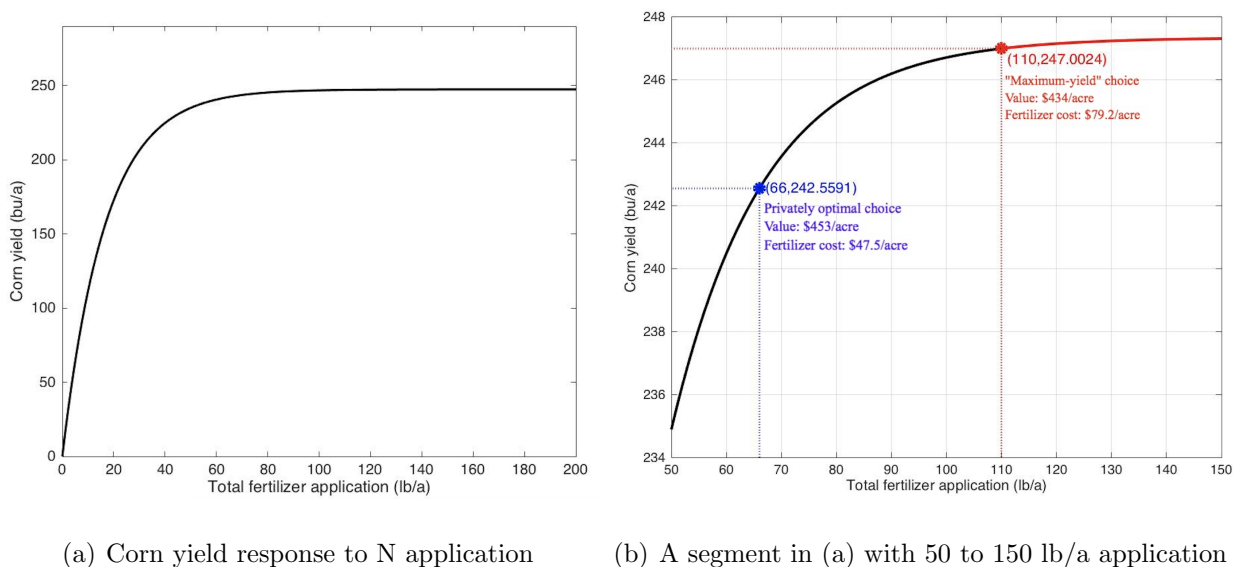 250
200
150
100
50
0
Corn yield (bu/a)
0 20 40 60 80 100 120 140 160 180 200
Total fertilizer application (lb/a)
(a) Corn yield response to N application
248
246
244
242
240
238
236
234
Corn yield (bu/a)
(110,247.0024)
"Maximum-yield" choice
Value: $434/acre
Fertilizer cost: $79.2/acre
(66,242.5591)
Privately optimal choice
Value: $453/acre
Fertilizer cost: $47.5/acre
50 60 70 80 90 100 110 120 130 140 150
Total fertilizer application (lb/a)
(b) A segment in (a) with 50 to 150 lb/a application